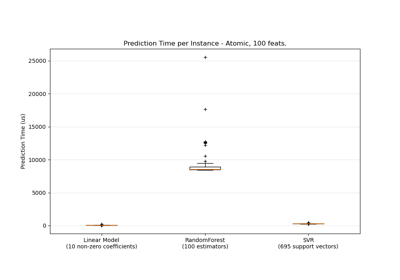 Prediction Time per Instance - Atomic, 100 feats.
25000
20000
15000
10000
5000
0
Prediction Time (us)
Linear Model
(10 non-zero coefficients)
RandomForest
(100 estimators)
SVR
(695 support vectors)